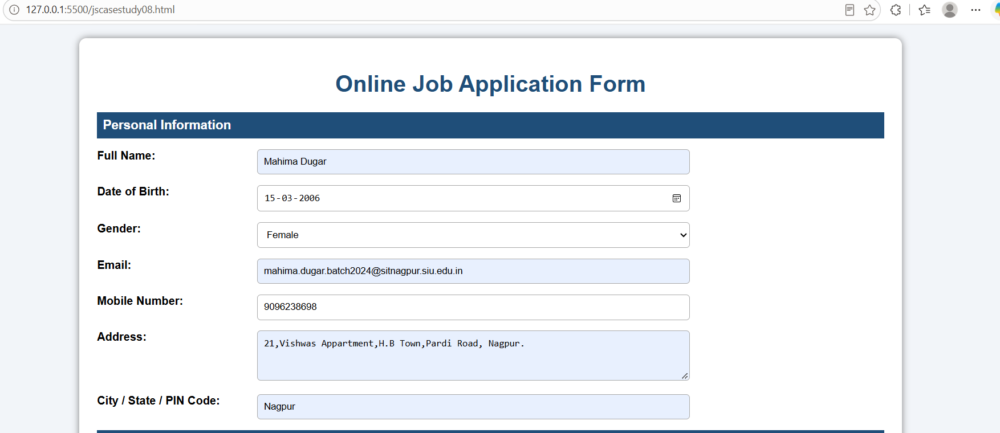 127.0.0.1:5500/jscasestudy08.html
Online Job Application Form
Personal Information
Full Name:
Mahima Dugar
Date of Birth:
15-03-2006
Gender:
Female
Email:
mahima.dugar.batch2024@sitnagpur.siu.edu.in
Mobile Number:
9096238698
Address:
21,Vishwas Appartment,H.B Town,Pardi Road, Nagpur.
City / State / PIN Code:
Nagpur